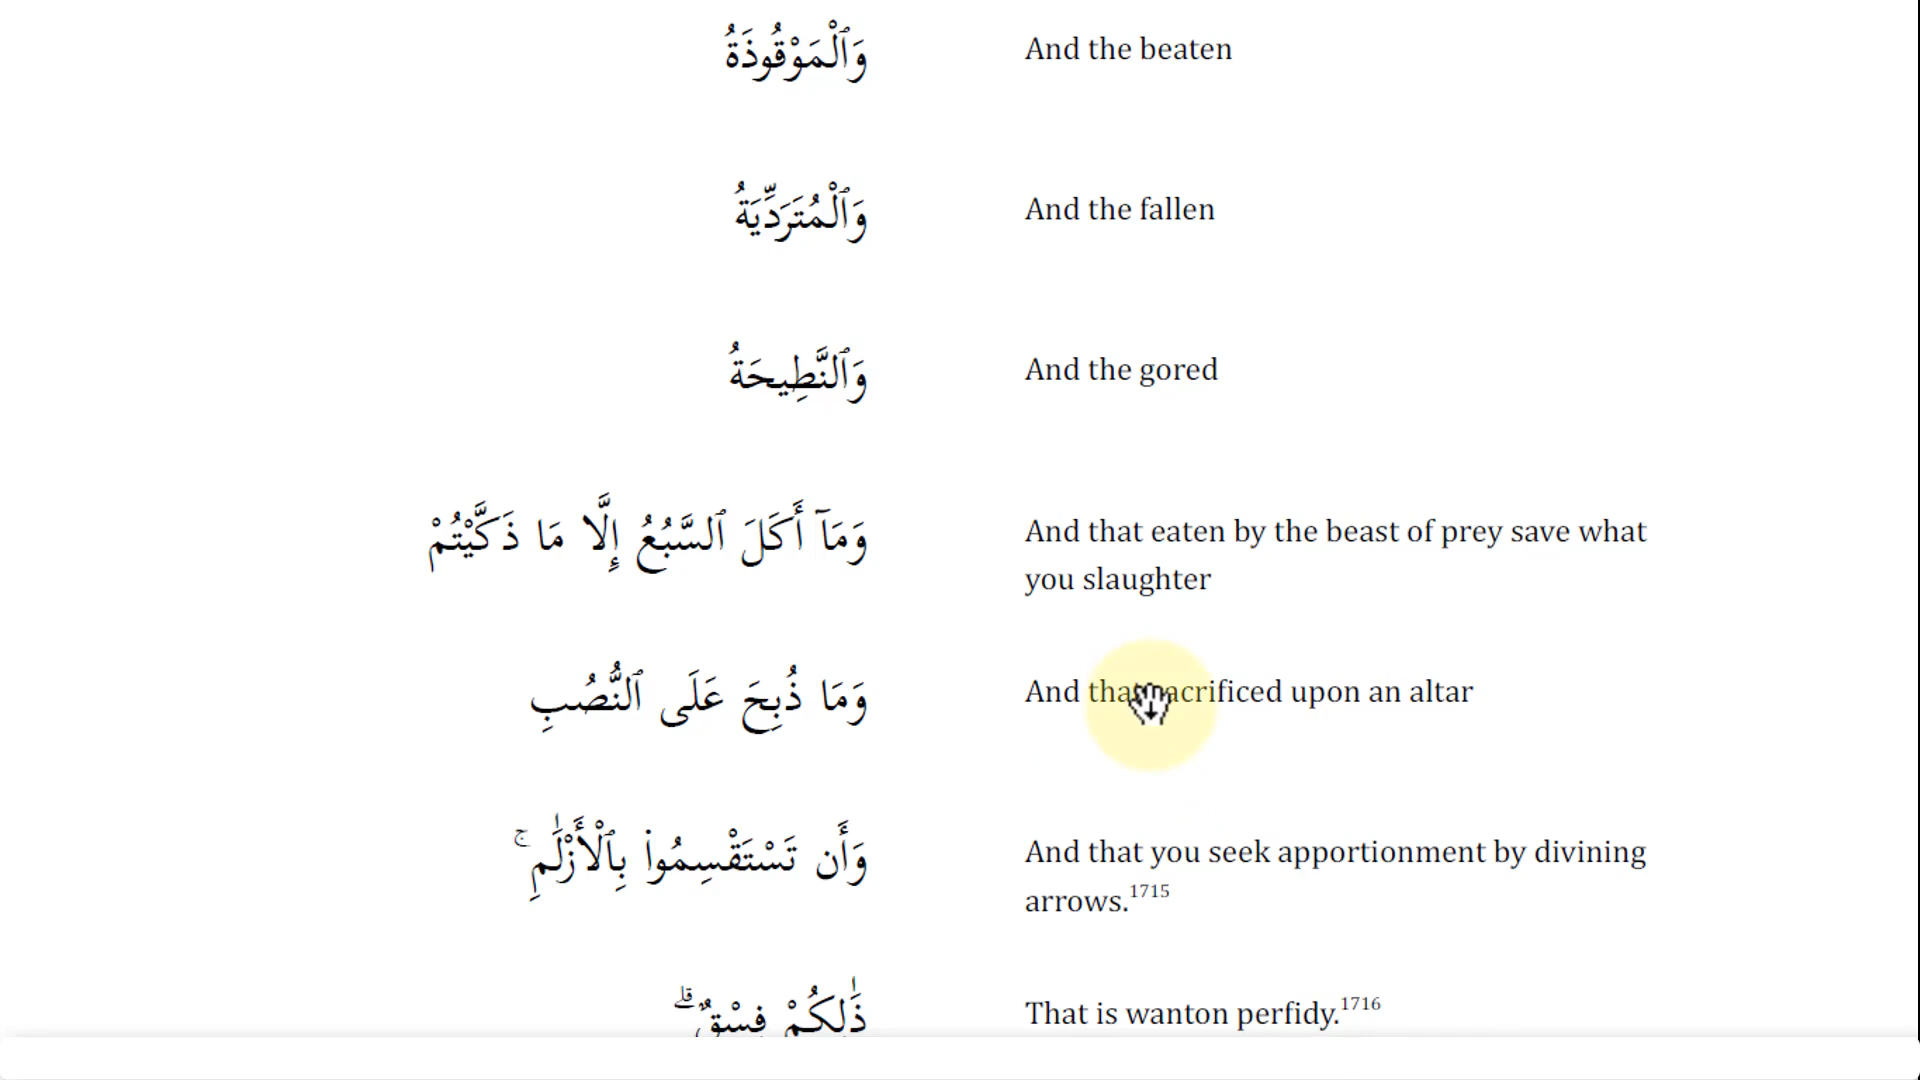 وَٱلْمَوْقُوذَةُ
And the beaten
وَٱلْمُتَرَدِّيَةُ
And the fallen
وَٱلنَّطِيحَةُ
And the gored
وَمَآ أَكَلَ ٱلسَّبُعُ إِلَّا مَا ذَكَّيْتُمْ
And that eaten by the beast of prey save what
you slaughter
وَمَا ذُبِحَ عَلَى ٱلنُّصُبِ
And that sacrificed upon an altar
وَأَن تَسْتَقْسِمُوا۟ بِٱلْأَزْلَٰمِ ۚ
And that you seek apportionment by divining
arrows.1715
ذَٰلِكُمْ فِسْقٌ ۗ
That is wanton perfidy.1716